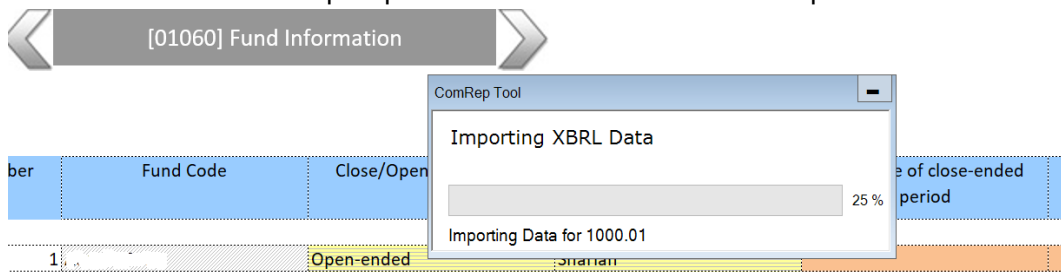 [01060] Fund Information
ComRep Tool
Importing XBRL Data
25 %
Importing Data for 1000.01
ber Fund Code Close/Open e of close-ended
period
1 Open-ended Shariah